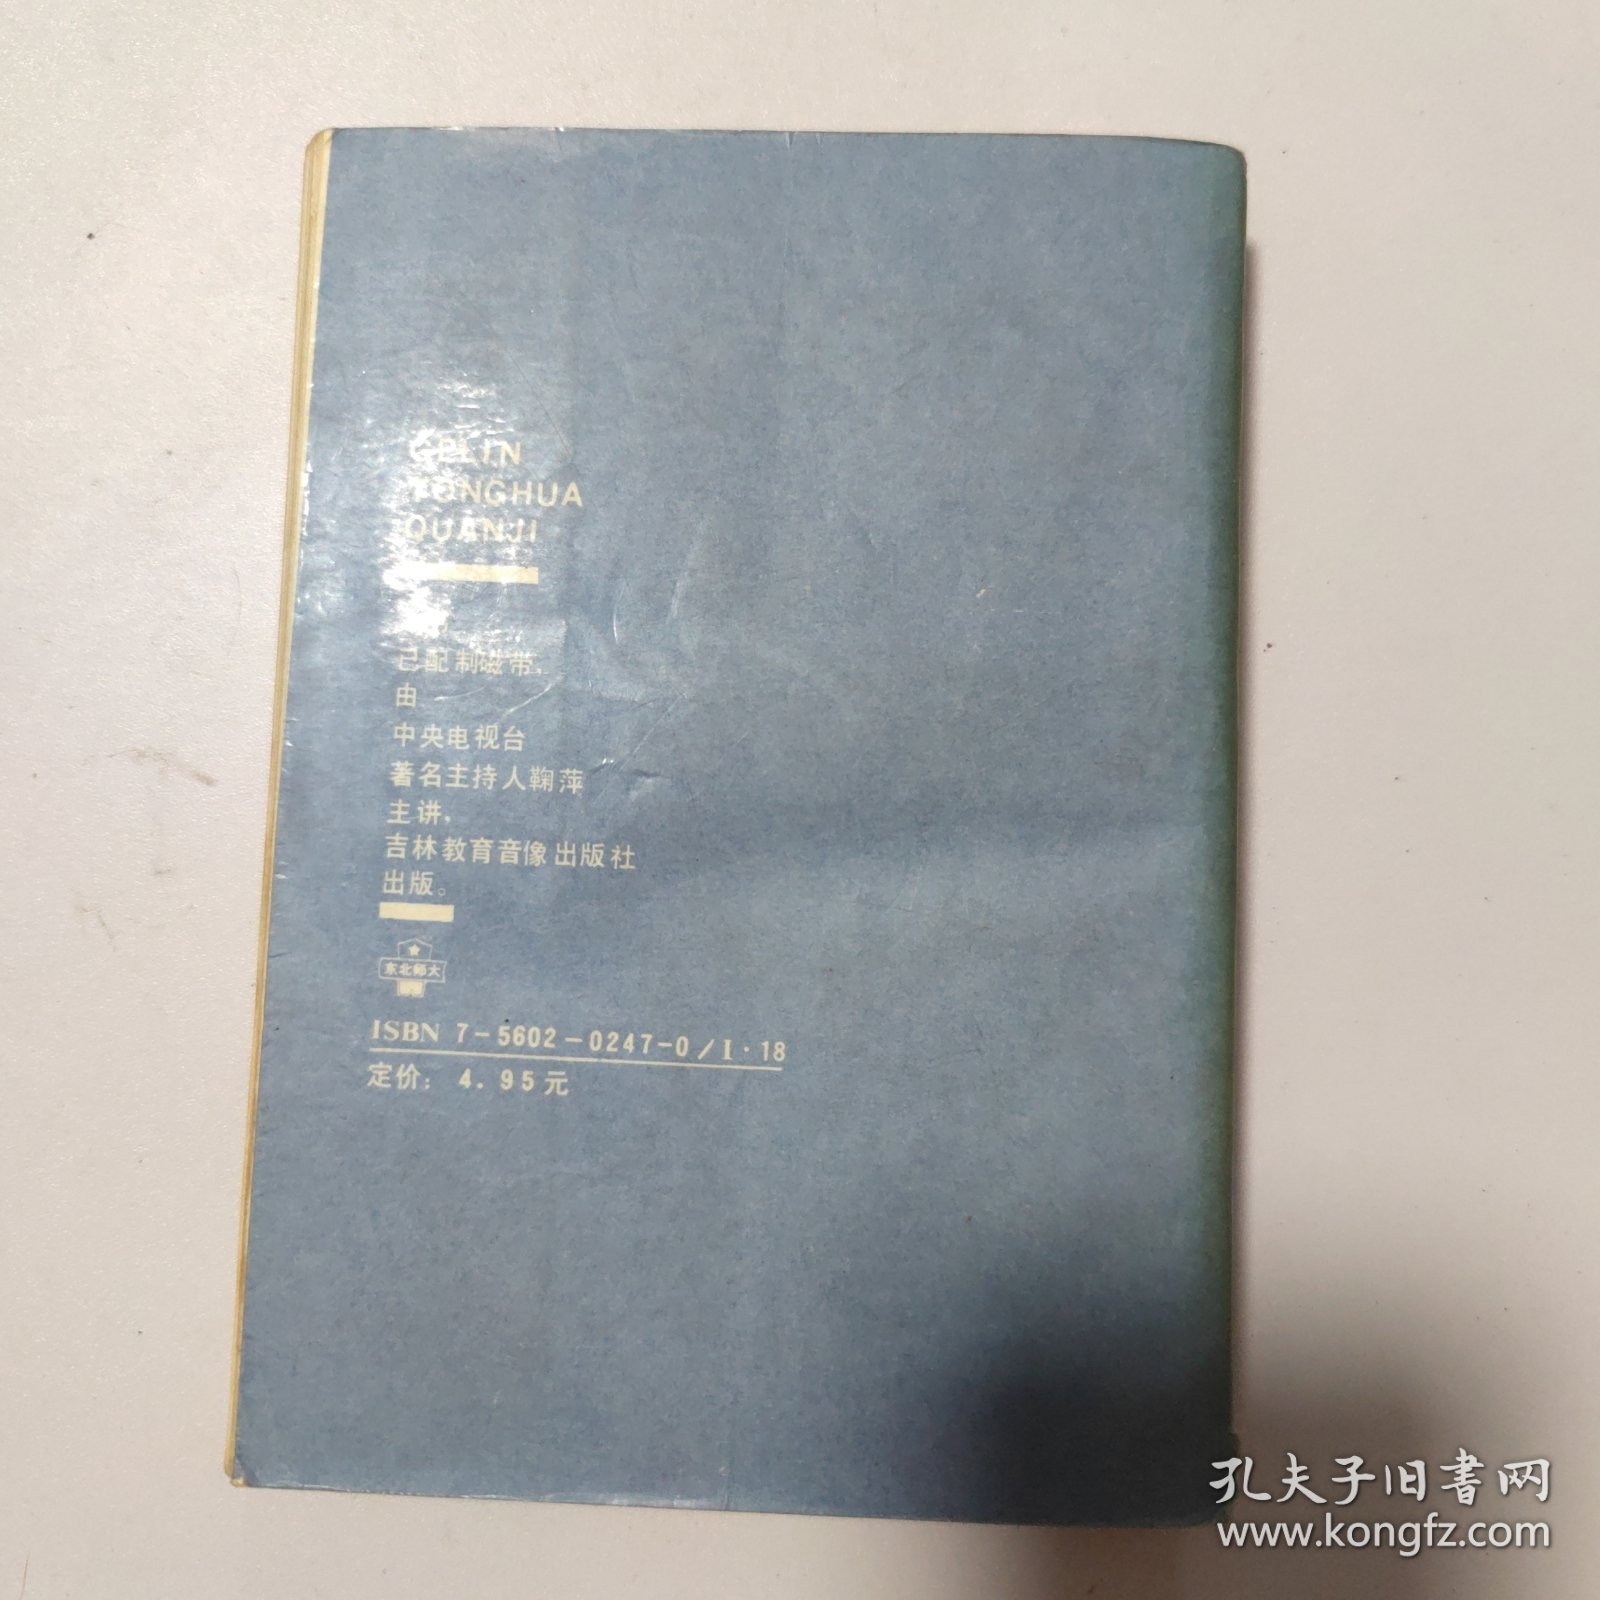 GELIN
TONGHUA
QUANJI
已配制磁带,
由
中央电视台
著名主持人鞠萍
主讲,
吉林教育音像出版社
出版。
东北师大
ISBN 7-5602-0247-0/I·18
定价: 4.95元
孔夫子旧书网
www.kongfz.com